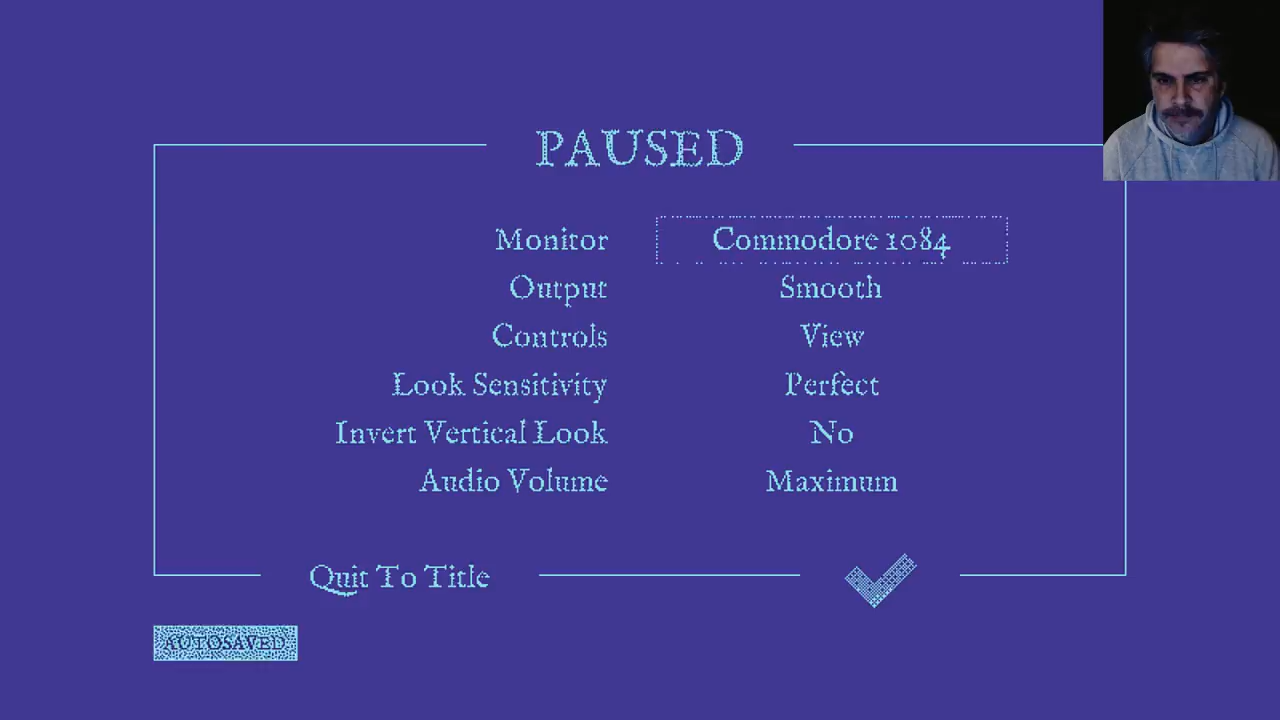 PAUSED
Monitor Commodore 1084
Output Smooth
Controls View
Look Sensitivity Perfect
Invert Vertical Look No
Audio Volume Maximum
Quit To Title
AUTOSAVED